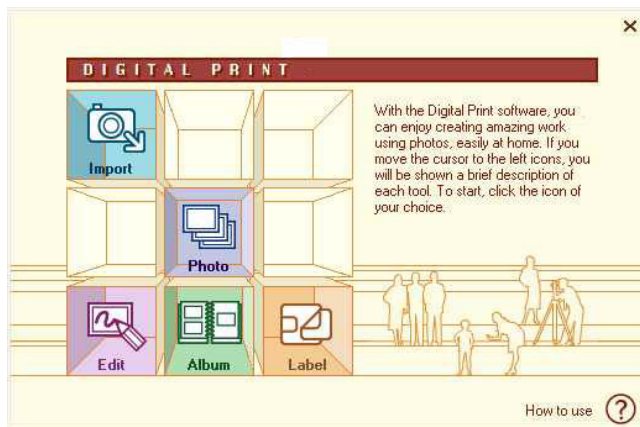 DIGITAL PRINT
Import
With the Digital Print software, you
can enjoy creating amazing work
using photos, easily at home. If you
move the cursor to the left icons, you
will be shown a brief description of
each tool. To start, click the icon of
your choice.
Photo
Edit
Album
Label
How to use ?